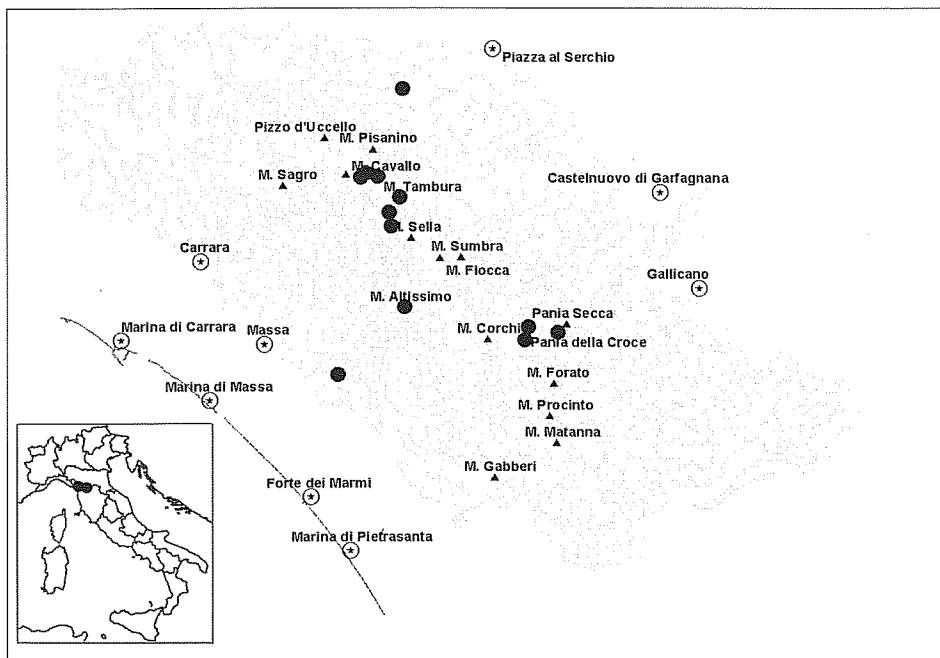 Piazza al Serchio
Pizzo d'Uccello
M. Pisanino
M. Cavallo
M. Sagro
M. Tambura
Castelnuovo di Garfagnana
. Sella
M. Sumbra
Carrara
M. Fiocca
Gallicano
M. Altissimo
Pania Secca
Marina di Carrara
Massa
M. Corchi
Pania della Croce
M. Forato
Marina di Massa
M. Procinto
M. Matanna
M. Gabberi
Forte dei Marmi
Marina di Pietrasanta